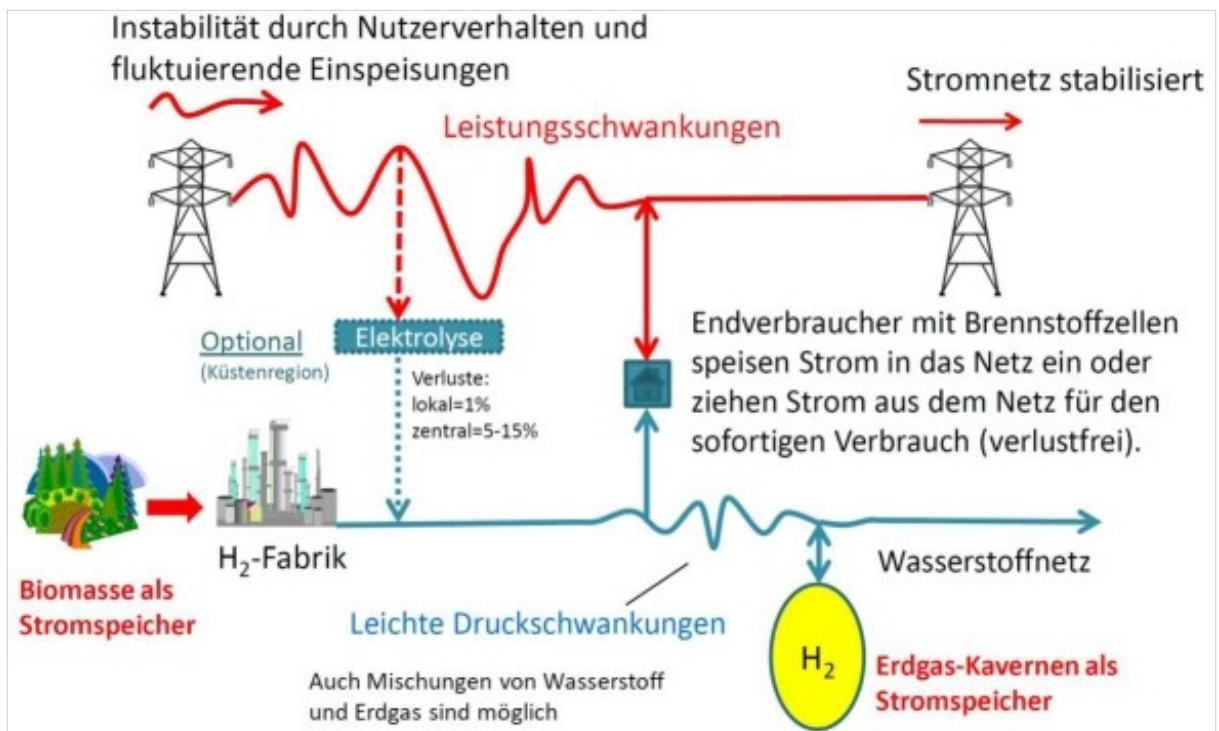 Instabilität durch Nutzerverhalten und
fluktuierende Einspeisungen
Stromnetz stabilisiert
Leistungsschwankungen
Optional
(Küstenregion)
Elektrolyse
Verluste:
lokal=1%
zentral=5-15%
Endverbraucher mit Brennstoffzellen
speisen Strom in das Netz ein oder
ziehen Strom aus dem Netz für den
sofortigen Verbrauch (verlustfrei).
H₂-Fabrik
Wasserstoffnetz
Biomasse als
Stromspeicher
Leichte Druckschwankungen
H₂
Erdgas-Kavernen als
Stromspeicher
Auch Mischungen von Wasserstoff
und Erdgas sind möglich